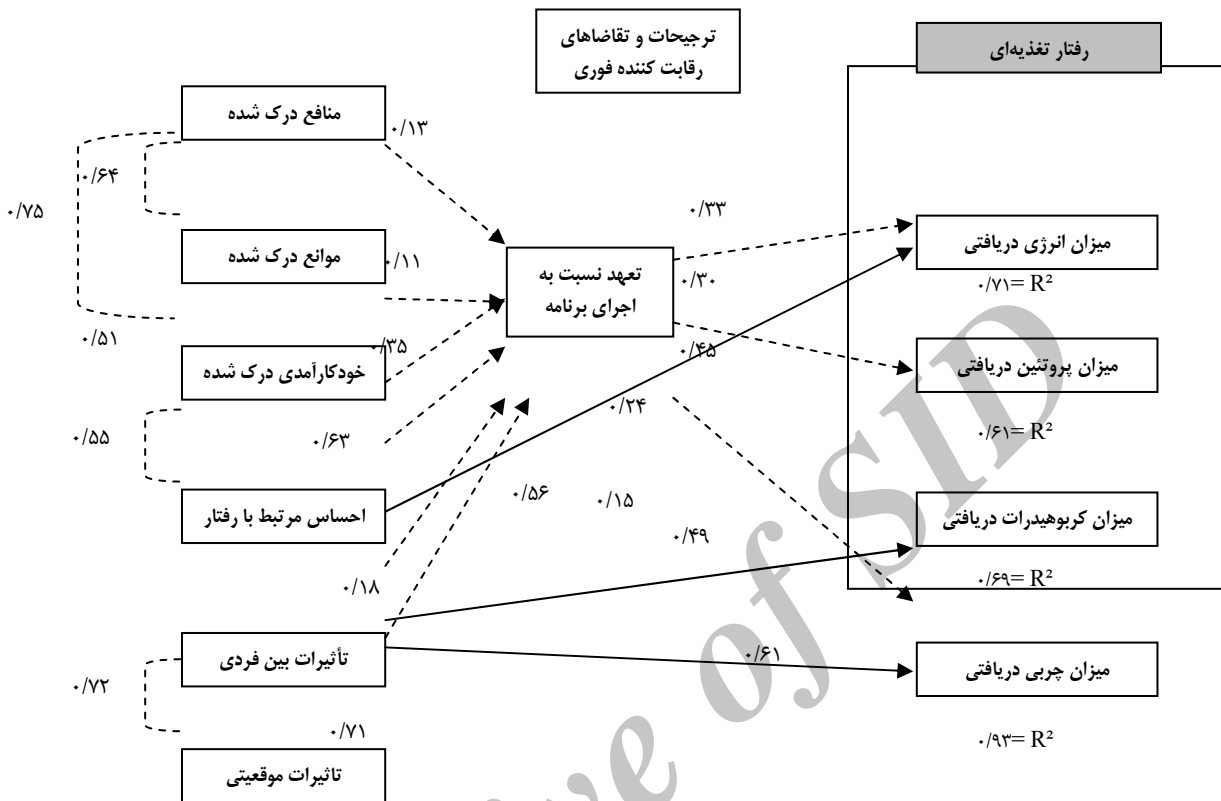 ترجیحات و تقاضاهای
رقابت کننده فوری
رفتار تغذیه‌ای
منافع درک شده
۰/۱۳
۰/۶۴
۰/۷۵
۰/۳۳
موانع درک شده
۰/۱۱
تعهد نسبت به
اجرای برنامه
۰/۳۰
میزان انرژی دریافتی
۰/۷۱= R²
۰/۵۱
۰/۳۵
۰/۴۵
خودکارآمدی درک شده
میزان پروتئین دریافتی
۰/۲۴
۰/۶۱= R²
۰/۵۵
۰/۶۳
احساس مرتبط با رفتار
۰/۵۶
۰/۱۵
میزان کربوهیدرات دریافتی
۰/۴۹
۰/۶۹= R²
۰/۱۸
تأثیرات بین فردی
۰/۶۱
میزان چربی دریافتی
۰/۷۲
۰/۷۱
۰/۹۳= R²
تاثیرات موقعیتی
ive of SID